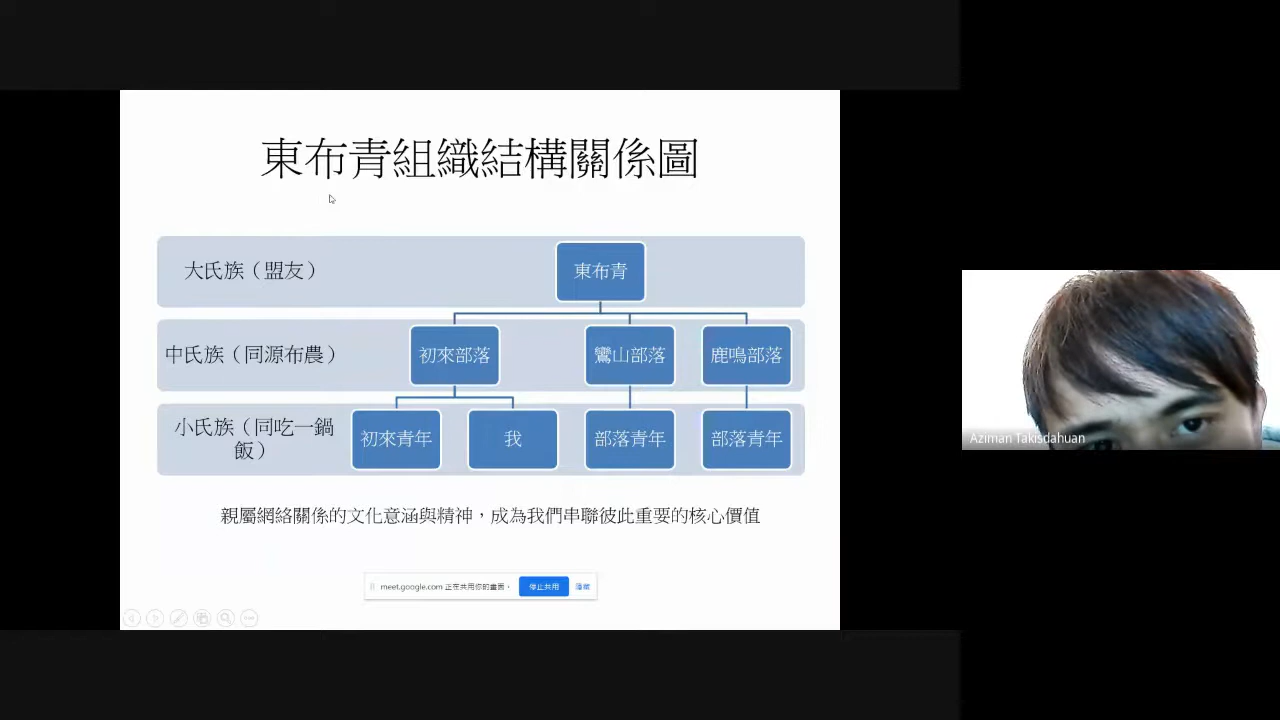 東布青組織結構關係圖
大氏族（盟友）
東布青
中氏族（同源布農）
初來部落
鸞山部落
鹿鳴部落
小氏族（同吃一鍋
飯）
初來青年
我
部落青年
部落青年
親屬網絡關係的文化意涵與精神，成為我們串聯彼此重要的核心價值
meet.google.com 正在共用你的畫面。
停止共用
隱藏
Aziman Takisdahuan